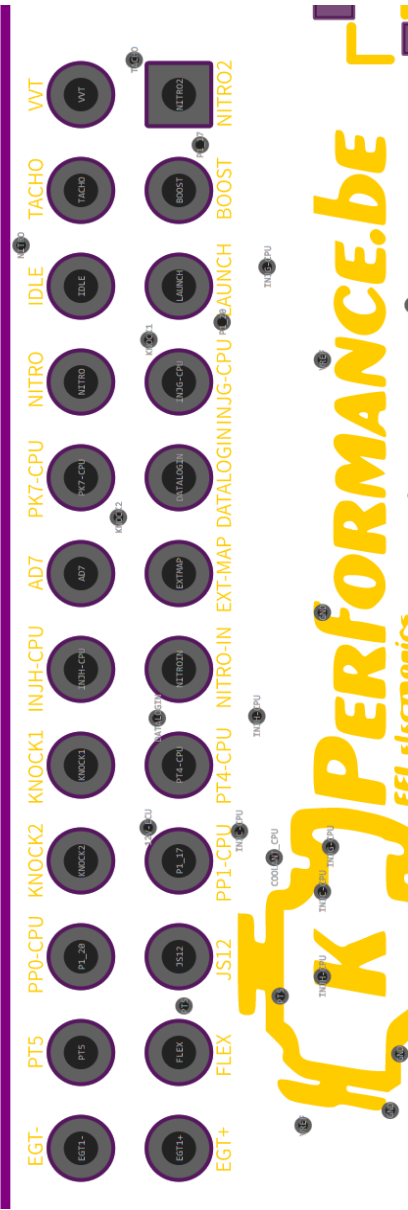 VVT
VVT
NITRO2
NITRO2
TACHO
TACHO
BOOST
BOOST
IDLE
IDLE
LAUNCH
LAUNCH
NITRO
NITRO
INJG-CPU
INJG-CPU
PK7-CPU
PK7-CPU
DATALOGIN
DATALOGIN
AD7
AD7
EXTMAP
EXT-MAP
INJH-CPU
INJH-CPU
NITROIN
NITRO-IN
KNOCK1
KNOCK1
PT4-CPU
PT4-CPU
KNOCK2
KNOCK2
P1_17
PP1-CPU
PP0-CPU
P1_20
JS12
JS12
PT5
PT5
FLEX
FLEX
EGT-
EGT1-
EGT1+
EGT+
PERFORMANCE.bE
EFI Electronics
K